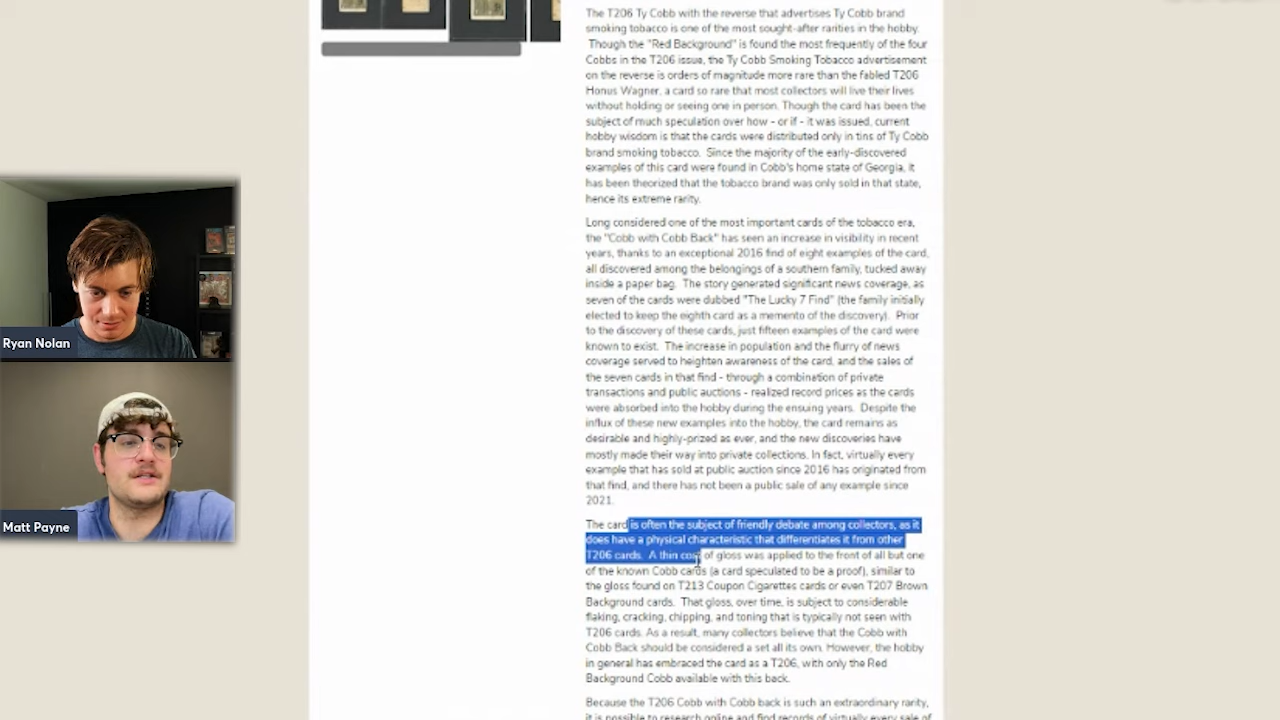 The T206 Ty Cobb with the reverse that advertises Ty Cobb brand
smoking tobacco is one of the most sought-after rarities in the hobby.
Though the "Red Background" is found the most frequently of the four
Cobbs in the T206 issue, the Ty Cobb Smoking Tobacco advertisement
on the reverse is orders of magnitude more rare than the fabled T206
Honus Wagner, a card so rare that most collectors will live their lives
without holding or seeing one in person. Though the card has been the
subject of much speculation over how - or if - it was issued, current
hobby wisdom is that the cards were distributed only in tins of Ty Cobb
brand smoking tobacco. Since the majority of the early-discovered
examples of this card were found in Cobb's home state of Georgia, it
has been theorized that the tobacco brand was only sold in that state,
hence its extreme rarity.
Long considered one of the most important cards of the tobacco era,
the "Cobb with Cobb Back" has seen an increase in visibility in recent
years, thanks to an exceptional 2016 find of eight examples of the card,
all discovered among the belongings of a southern family, tucked away
inside a paper bag. The story generated significant news coverage, as
seven of the cards were dubbed "The Lucky 7 Find" (the family initially
elected to keep the eighth card as a memento of the discovery). Prior
to the discovery of these cards, just fifteen examples of the card were
known to exist. The increase in population and the flurry of news
coverage served to heighten awareness of the card, and the sales of
the seven cards in that find - through a combination of private
transactions and public auctions - realized record prices as the cards
were absorbed into the hobby during the ensuing years. Despite the
influx of these new examples into the hobby, the card remains as
desirable and highly-prized as ever, and the new discoveries have
mostly made their way into private collections. In fact, virtually every
example that has sold at public auction since 2016 has originated from
that find, and there has not been a public sale of any example since
2021.
The card is often the subject of friendly debate among collectors, as it
does have a physical characteristic that differentiates it from other
T206 cards. A thin coat of gloss was applied to the front of all but one
of the known Cobb cards (a card speculated to be a proof), similar to
the gloss found on T213 Coupon Cigarettes cards or even T207 Brown
Background cards. That gloss, over time, is subject to considerable
flaking, cracking, chipping, and toning that is typically not seen with
T206 cards. As a result, many collectors believe that the Cobb with
Cobb Back should be considered a set all its own. However, the hobby
in general has embraced the card as a T206, with only the Red
Background Cobb available with this back.
Because the T206 Cobb with Cobb back is such an extraordinary rarity,
it is possible to research online and find records of virtually every sale of
Ryan Nolan
Matt Payne